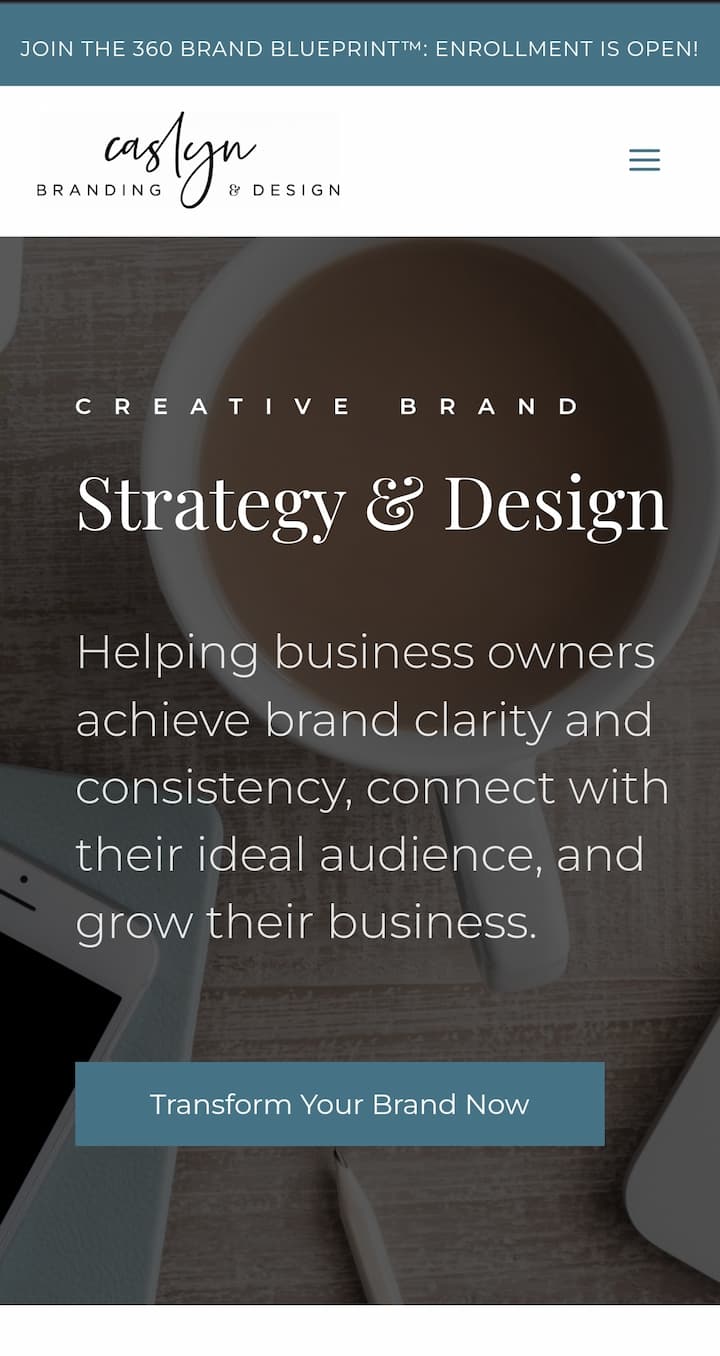 JOIN THE 360 BRAND BLUEPRINT™: ENROLLMENT IS OPEN!
caslyn
BRANDING & DESIGN
CREATIVE BRAND
Strategy & Design
Helping business owners
achieve brand clarity and
consistency, connect with
their ideal audience, and
grow their business.
Transform Your Brand Now